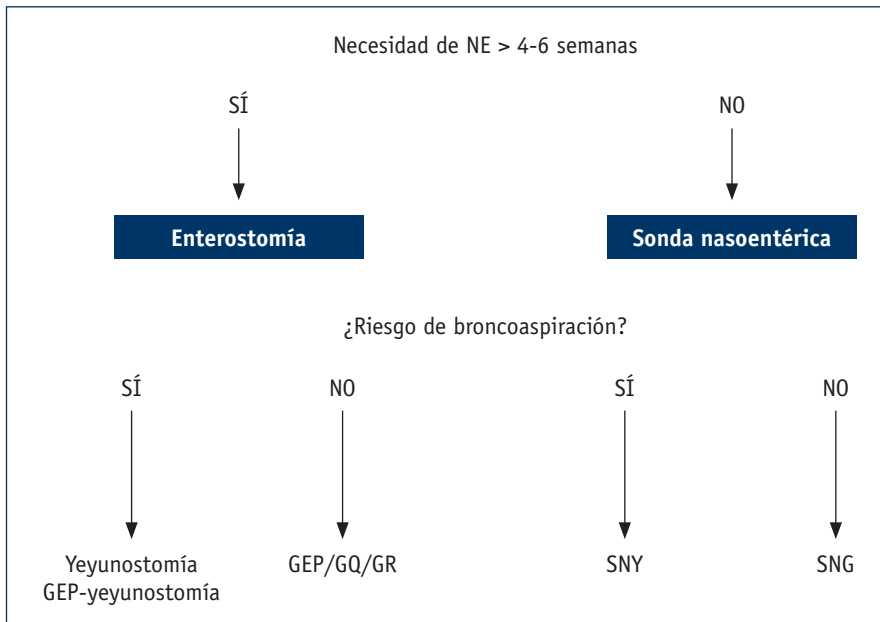 Necesidad de NE > 4-6 semanas
SÍ
NO
Enterostomía
Sonda nasoentérica
¿Riesgo de broncoaspiración?
SÍ
NO
SÍ
NO
Yeyunostomía
GEP-yeyunostomía
GEP/GQ/GR
SNY
SNG